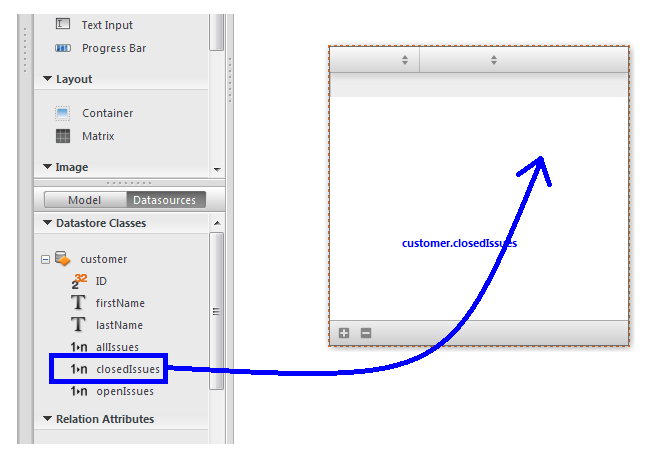 Text Input
Progress Bar
Layout
Container
Matrix
Image
Model
Datasources
Datastore Classes
customer
32
2
ID
T
firstName
T
lastName
1▸n
allIssues
1▸n
closedIssues
1▸n
openIssues
Relation Attributes
customer.closedIssues